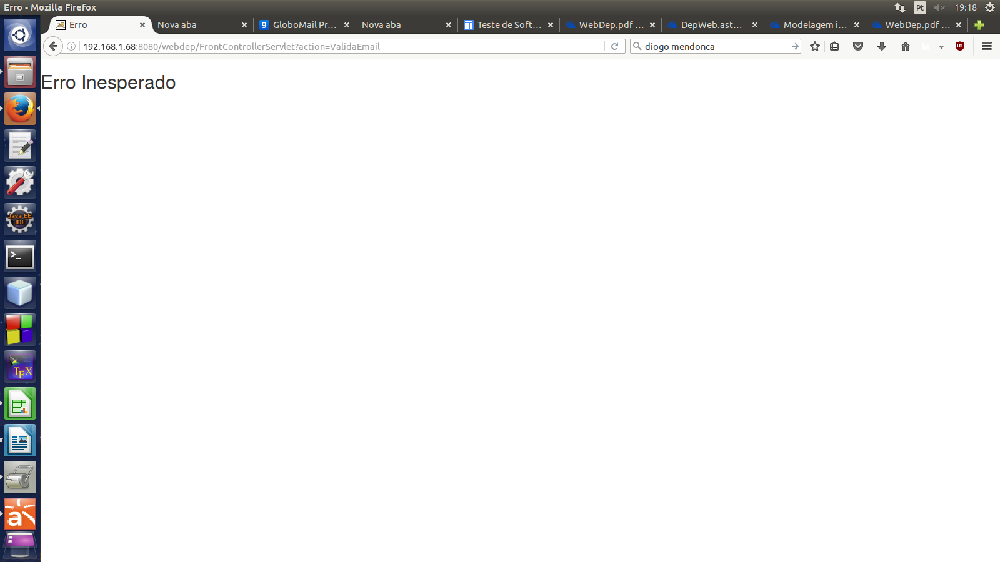 Erro - Mozilla Firefox
Pt
19:18
Erro
Nova aba
GloboMail Pr...
Nova aba
Teste de Soft...
WebDep.pdf ...
DepWeb.ast...
Modelagem i...
WebDep.pdf ...
192.168.1.68:8080/webdep/FrontControllerServlet?action=ValidaEmail
diogo mendonca
Erro Inesperado
Java EE
IDE
TEX